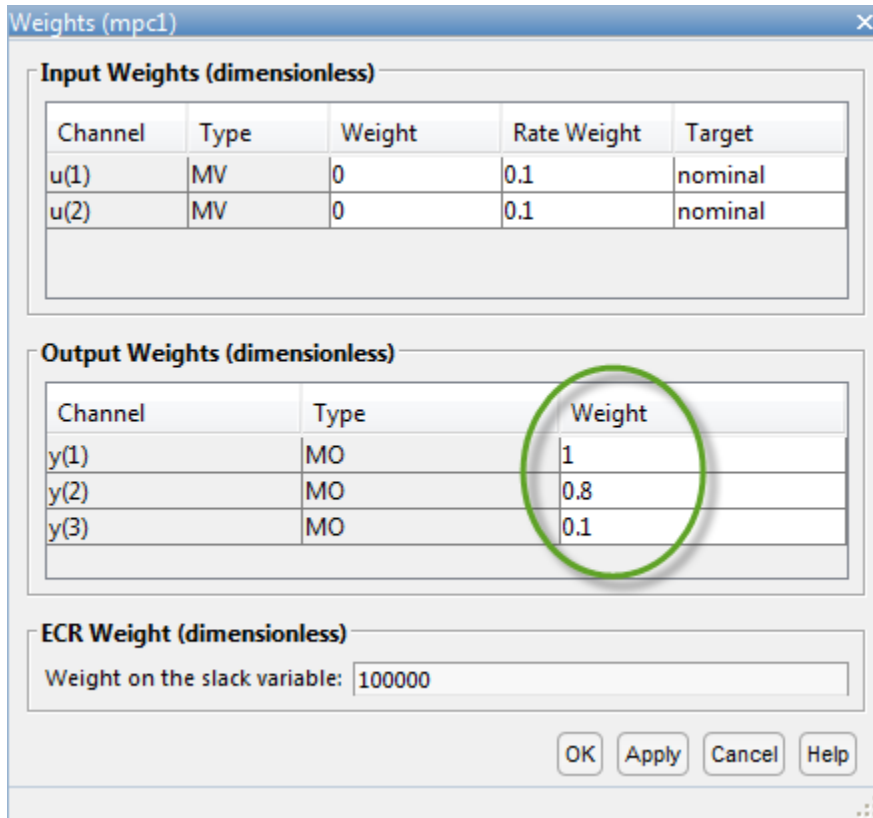 Weights (mpc1)
Input Weights (dimensionless)
Channel Type Weight Rate Weight Target
u(1) MV 0 0.1 nominal
u(2) MV 0 0.1 nominal
Output Weights (dimensionless)
Channel Type Weight
y(1) MO 1
y(2) MO 0.8
y(3) MO 0.1
ECR Weight (dimensionless)
Weight on the slack variable: 100000
OK Apply Cancel Help